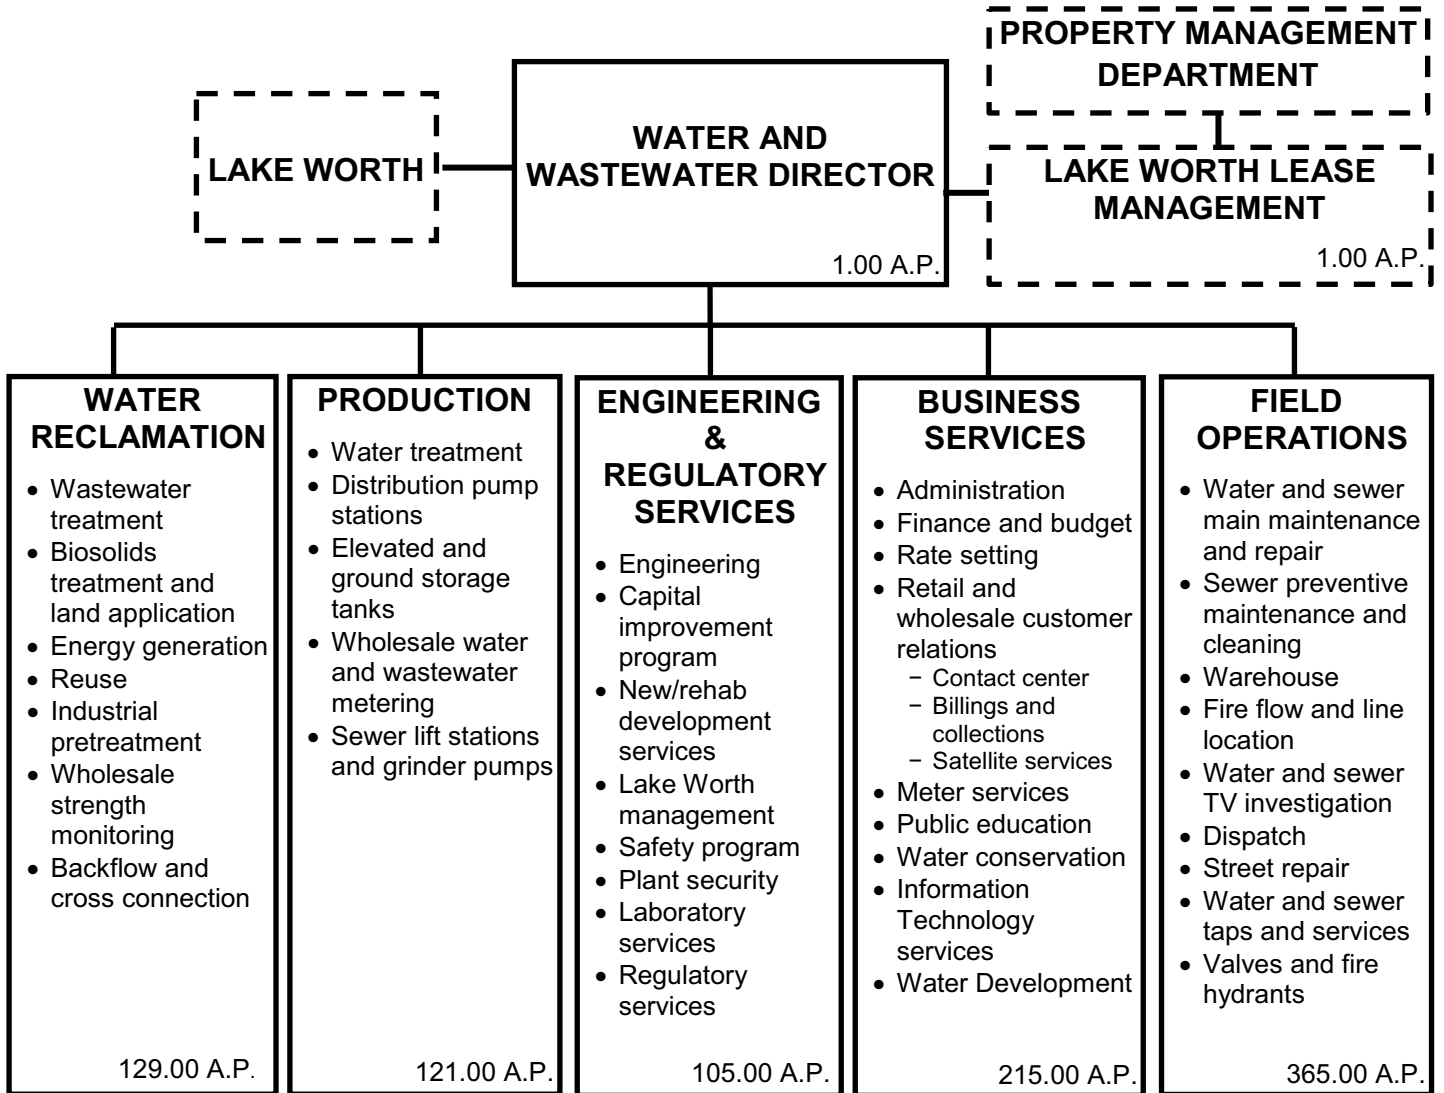 PROPERTY MANAGEMENT
DEPARTMENT
LAKE WORTH
WATER AND
WASTEWATER DIRECTOR
1.00 A.P.
LAKE WORTH LEASE
MANAGEMENT
1.00 A.P.
WATER
RECLAMATION
• Wastewater
treatment
• Biosolids
treatment and
land application
• Energy generation
• Reuse
• Industrial
pretreatment
• Wholesale
strength
monitoring
• Backflow and
cross connection
129.00 A.P.
PRODUCTION
• Water treatment
• Distribution pump
stations
• Elevated and
ground storage
tanks
• Wholesale water
and wastewater
metering
• Sewer lift stations
and grinder pumps
121.00 A.P.
ENGINEERING
&
REGULATORY
SERVICES
• Engineering
• Capital
improvement
program
• New/rehab
development
services
• Lake Worth
management
• Safety program
• Plant security
• Laboratory
services
• Regulatory
services
105.00 A.P.
BUSINESS
SERVICES
• Administration
• Finance and budget
• Rate setting
• Retail and
wholesale customer
relations
− Contact center
− Billings and
collections
− Satellite services
• Meter services
• Public education
• Water conservation
• Information
Technology
services
• Water Development
215.00 A.P.
FIELD
OPERATIONS
• Water and sewer
main maintenance
and repair
• Sewer preventive
maintenance and
cleaning
• Warehouse
• Fire flow and line
location
• Water and sewer
TV investigation
• Dispatch
• Street repair
• Water and sewer
taps and services
• Valves and fire
hydrants
365.00 A.P.